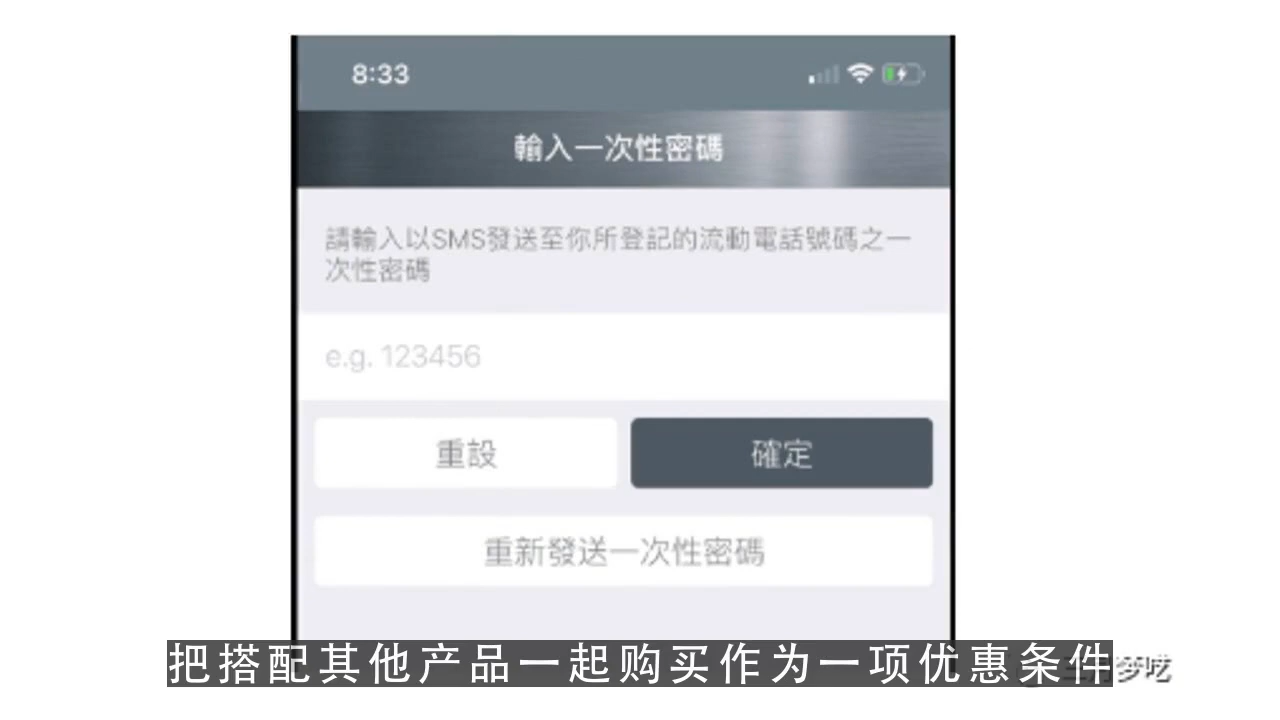 8:33
輸入一次性密碼
請輸入以SMS發送至你所登記的流動電話號碼之一
次性密碼
e.g. 123456
重設
確定
重新發送一次性密碼
把搭配其他产品一起购买作为一项优惠条件
梦呓